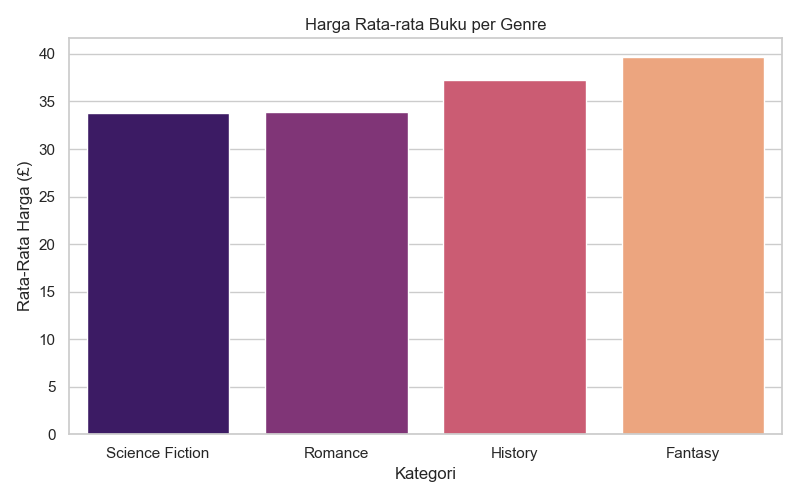 Harga Rata-rata Buku per Genre
Rata-Rata Harga (£)
40
35
30
25
20
15
10
5
0
Science Fiction
Romance
History
Fantasy
Kategori